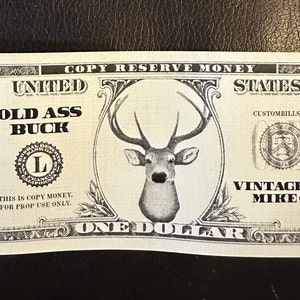 COPY RESERVE MONEY
UNITED STATES
OLD ASS
BUCK
CUSTOMBILLS
L
THIS IS COPY MONEY.
FOR PROP USE ONLY.
VINTAGE
MIKE
ONE DOLLAR